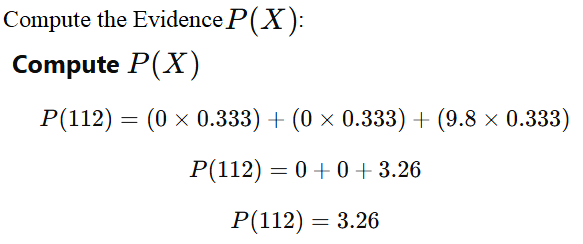 Compute the Evidence P(X):
Compute P(X)
P(112) = (0 × 0.333) + (0 × 0.333) + (9.8 × 0.333)
P(112) = 0 + 0 + 3.26
P(112) = 3.26